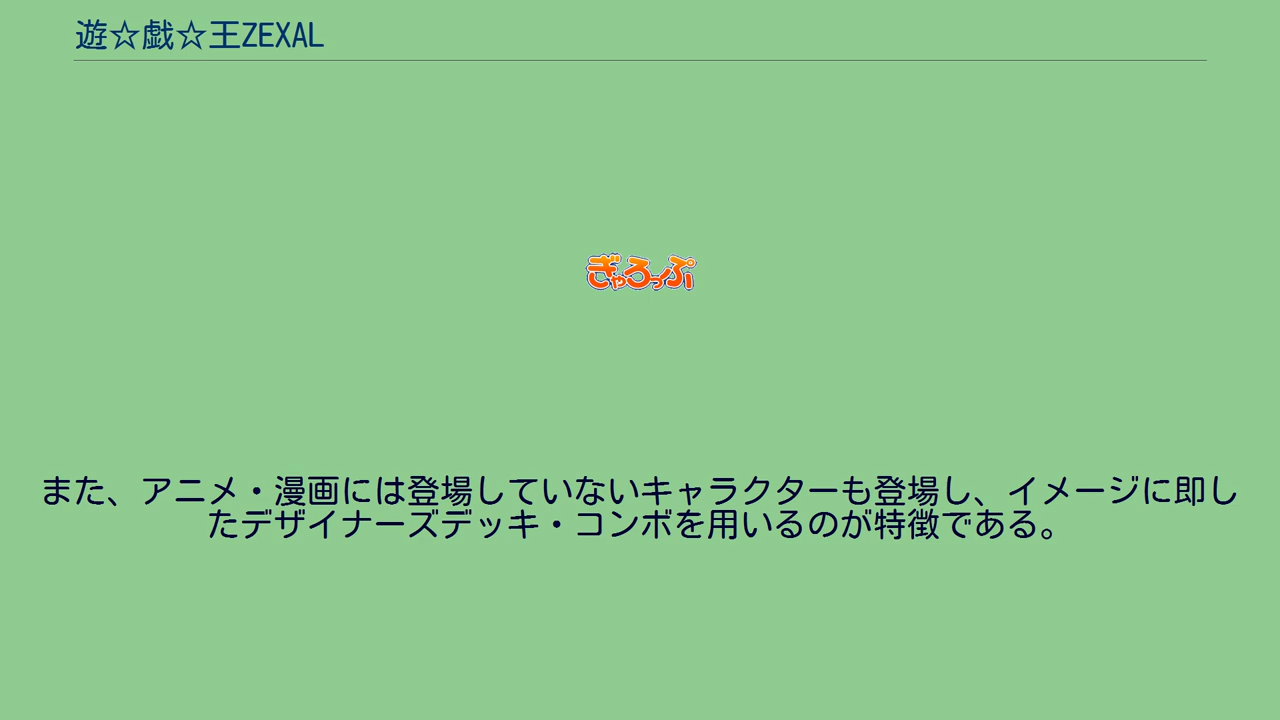 遊☆戯☆王ZEXAL
ぎゃろっぷ
また、アニメ・漫画には登場していないキャラクターも登場し、イメージに即し
たデザイナーズデッキ・コンボを用いるのが特徴である。